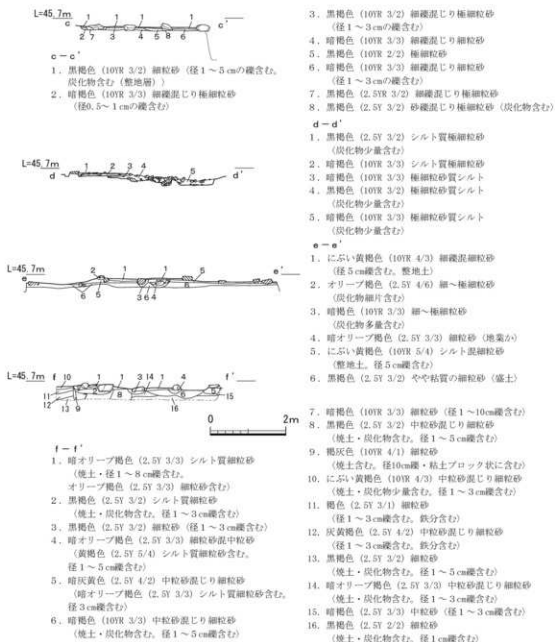 L=45.7m
c 1 1 1 c'
2 7 3 4 5 8 6
c－c'
1．黒褐色（10YR 3/2）細粒砂（径1～5cmの礫含む。
炭化物含む（整地層））
2．暗褐色（10YR 3/3）細礫混じり極細粒砂
（径0.5～1cmの礫含む）
3．黒褐色（10YR 3/2）細礫混じり極細粒砂
（径1～3cmの礫含む）
4．暗褐色（10YR 3/3）細礫混じり極細粒砂
5．黒褐色（10YR 2/2）極細粒砂
6．暗褐色（10YR 3/3）細礫混じり極細粒砂
（径1～3cmの礫含む）
7．黒褐色（2.5YR 3/2）細礫混じり極細粒砂
8．黒褐色（2.5Y 3/2）砂礫混じり極細粒砂（炭化物含む）
L=45.7m
d 1 2 3 4 5 d'
d－d'
1．黒褐色（2.5Y 3/2）シルト質極細粒砂
（炭化物少量含む）
2．暗褐色（10YR 3/3）シルト質極細粒砂
3．暗褐色（10YR 3/3）極細粒砂質シルト
4．黒褐色（10YR 3/2）極細粒砂質シルト
（炭化物少量含む）
5．暗褐色（10YR 3/3）極細粒砂質シルト
（炭化物少量含む）
L=45.7m
e 2 1 1 5 e'
6 5 3 6 4 6
e－e'
1．にぶい黄褐色（10YR 4/3）細礫混細粒砂
（径5cm礫含む。整地土）
2．オリーブ褐色（2.5Y 4/6）細～極細粒砂
（炭化物細片含む）
3．暗褐色（10YR 3/3）細～極細粒砂
（炭化物多量含む）
4．暗オリーブ褐色（2.5Y 3/3）細粒砂（地業か）
5．にぶい黄褐色（10YR 5/4）シルト混細粒砂
（整地土。径5cm礫含む）
6．黒褐色（2.5Y 3/2）やや粘質の細粒砂（盛土）
L=45.7m
f 10 1 1 3 14 1 4 f'
11 2 7 8 6 5 15
12 13 9 16
0 2m
f－f'
1．暗オリーブ褐色（2.5Y 3/3）シルト質細粒砂
（焼土・径1～8cm礫含む。
オリーブ褐色（2.5Y 3/3）細粒砂含む）
2．黒褐色（2.5Y 3/2）シルト質細粒砂
（焼土・炭化物含む。径1～3cm礫含む）
3．黒褐色（2.5Y 3/2）細粒砂（径1～3cm礫含む）
4．暗オリーブ褐色（2.5Y 3/3）細粒砂混中粒砂
（黄褐色（2.5Y 5/4）シルト質細粒砂含む。
径1～5cm礫含む）
5．暗灰黄色（2.5Y 4/2）中粒砂混じり細粒砂
（暗オリーブ褐色（2.5Y 3/3）シルト質細粒砂含む。
径3cm礫含む）
6．暗褐色（10YR 3/3）中粒砂混じり細粒砂
（焼土・炭化物含む。径1～5cm礫含む）
7．暗褐色（10YR 3/3）細粒砂（径1～10cm礫含む）
8．黒褐色（2.5Y 3/2）中粒砂混じり細粒砂
（焼土・炭化物含む。径1～5cm礫含む）
9．褐灰色（10YR 4/1）細粒砂
（焼土含む。径10cm礫・粘土ブロック状に含む）
10．にぶい黄褐色（10YR 4/3）中粒砂混じり細粒砂
（焼土・炭化物少量含む。径1～3cm礫含む）
11．褐色（2.5Y 3/1）細粒砂
（径1～3cm礫含む。鉄分含む）
12．灰黄褐色（2.5Y 4/2）中粒砂混じり細粒砂
（径1～3cm礫含む。鉄分含む）
13．黒褐色（2.5Y 3/2）細粒砂
（焼土・炭化物含む。径1～5cm礫含む）
14．暗オリーブ褐色（2.5Y 3/3）中粒砂混じり細粒砂
（焼土・炭化物含む。径1～3cm礫含む）
15．暗褐色（2.5Y 3/3）中粒砂（径1～3cm礫含む）
16．黒褐色（2.5Y 2/2）細粒砂
（焼土・炭化物含む。径1cm礫含む）